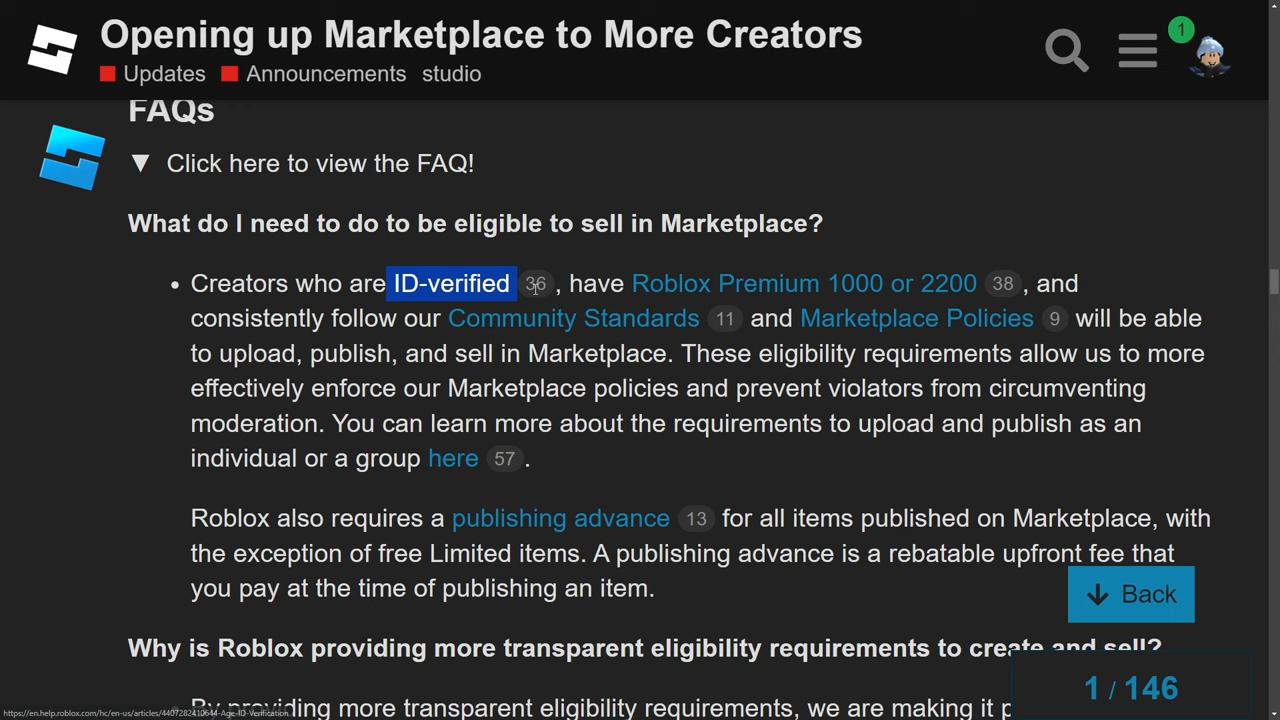 Opening up Marketplace to More Creators
Updates Announcements studio
1
FAQs
▼ Click here to view the FAQ!
What do I need to do to be eligible to sell in Marketplace?
• Creators who are ID-verified 36 , have Roblox Premium 1000 or 2200 38 , and
consistently follow our Community Standards 11 and Marketplace Policies 9 will be able
to upload, publish, and sell in Marketplace. These eligibility requirements allow us to more
effectively enforce our Marketplace policies and prevent violators from circumventing
moderation. You can learn more about the requirements to upload and publish as an
individual or a group here 57 .
Roblox also requires a publishing advance 13 for all items published on Marketplace, with
the exception of free Limited items. A publishing advance is a rebatable upfront fee that
you pay at the time of publishing an item.
Back
Why is Roblox providing more transparent eligibility requirements to create and sell?
1 / 146
By providing more transparent eligibility requirements, we are making it p
https://en.help.roblox.com/hc/en-us/articles/4407282410644-Age-ID-Verification